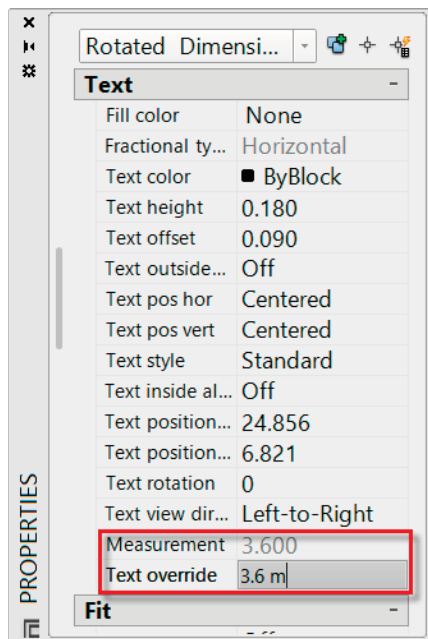 Rotated Dimensi...
Text
Fill color None
Fractional ty... Horizontal
Text color ByBlock
Text height 0.180
Text offset 0.090
Text outside... Off
Text pos hor Centered
Text pos vert Centered
Text style Standard
Text inside al... Off
Text position... 24.856
Text position... 6.821
Text rotation 0
Text view dir... Left-to-Right
Measurement 3.600
Text override 3.6 m
Fit
PROPERTIES